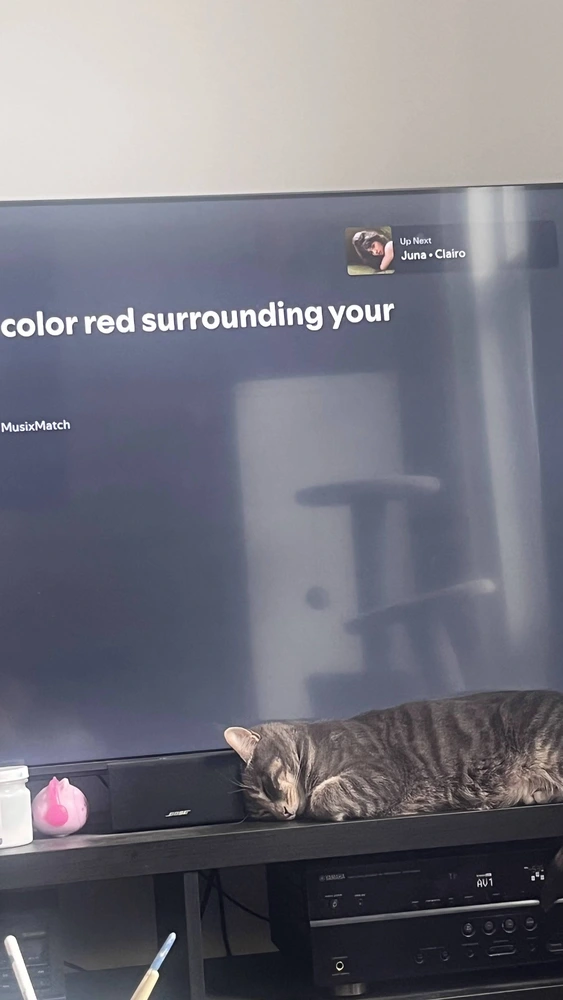 Up Next
Juna • Clairo
color red surrounding your
MusixMatch
BOSE
YAMAHA
AV1